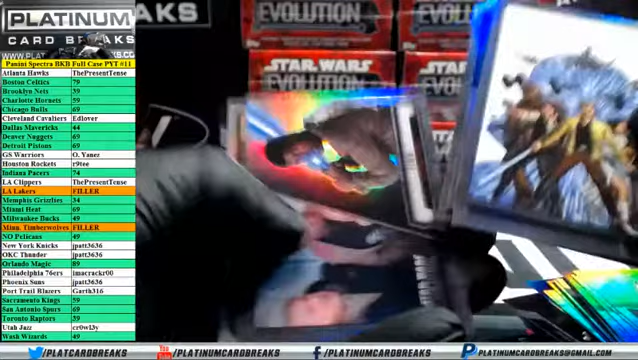 PLATINUM
CARD BREAKS
WWW.PLATINUMCARDBREAKS.COM
Panini Spectra BKB Full Case PYT #11
Atlanta Hawks ThePresentTense
Boston Celtics 79
Brooklyn Nets 39
Charlotte Hornets 59
Chicago Bulls 69
Cleveland Cavaliers Edlover
Dallas Mavericks 44
Denver Nuggets 69
Detroit Pistons 69
GS Warriors O. Yanez
Houston Rockets r9tee
Indiana Pacers 74
LA Clippers ThePresentTense
LA Lakers FILLER
Memphis Grizzlies 34
Miami Heat 69
Milwaukee Bucks 49
Minn. Timberwolves FILLER
NO Pelicans 49
New York Knicks jpatt3636
OKC Thunder jpatt3636
Orlando Magic 89
Philadelphia 76ers imacrackr00
Phoenix Suns jpatt3636
Port Trail Blazers Garth316
Sacramento Kings 59
San Antonio Spurs 69
Toronto Raptors 39
Utah Jazz cr0wl3y
Wash Wizards 49
EVOLUTION
STAR WARS
EVOLUTION
STAR WARS
/PLATCARDBREAKS
/PLATINUMCARDBREAKS
/PLATINUMCARDBREAKS
PLATINUMCARDBREAKS@